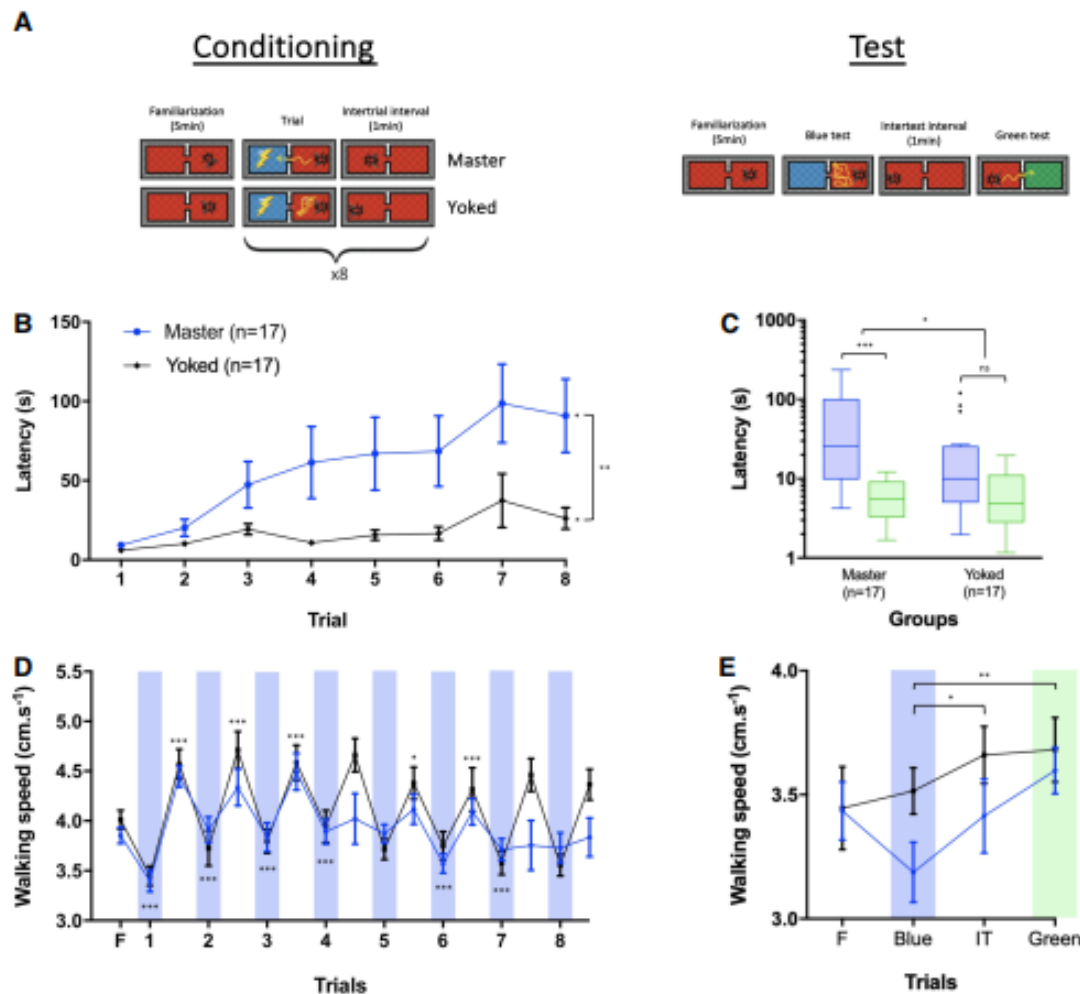 A
Conditioning
Test
Familiarization
(5min)
Trial
Intertrial interval
(1min)
Master
Yoked
x8
Familiarization
(5min)
Blue test
Intertest interval
(1min)
Green test
B
150
100
50
0
Latency (s)
Master (n=17)
Yoked (n=17)
*
**
*
1 2 3 4 5 6 7 8
Trial
C
1000
100
10
1
Latency (s)
*
***
ns
Master
(n=17)
Yoked
(n=17)
Groups
D
5.5
5.0
4.5
4.0
3.5
3.0
Walking speed (cm.s⁻¹)
*** *** *** * ***
*** *** *** *** *** ***
F 1 2 3 4 5 6 7 8
Trials
E
4.0
3.5
3.0
Walking speed (cm.s⁻¹)
**
*
F Blue IT Green
Trials